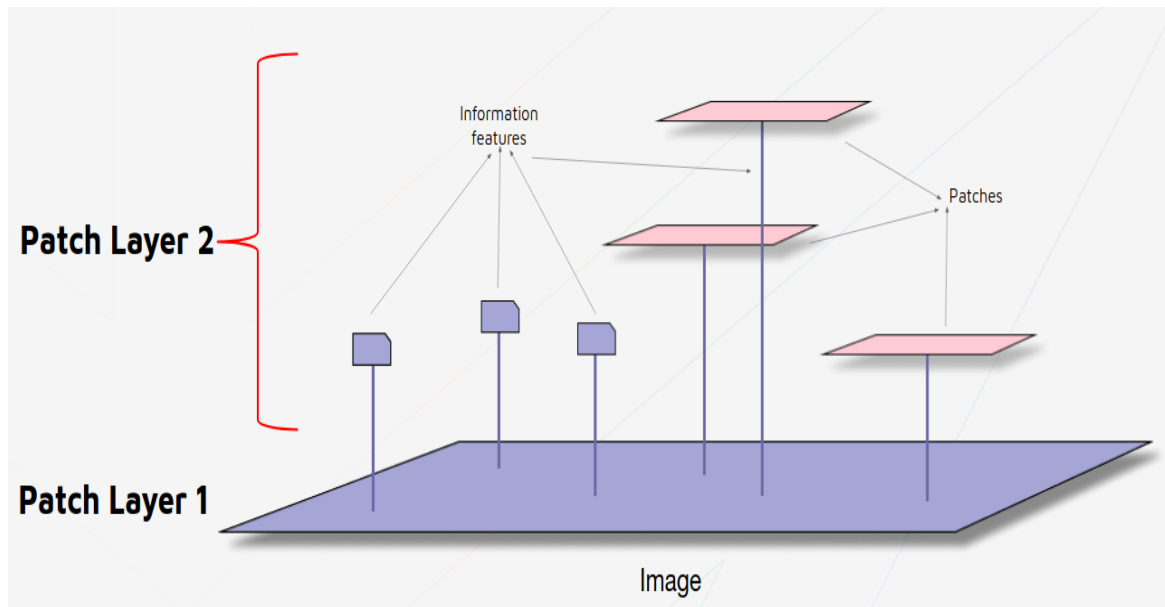 Information
features
Patches
Patch Layer 2
Patch Layer 1
Image